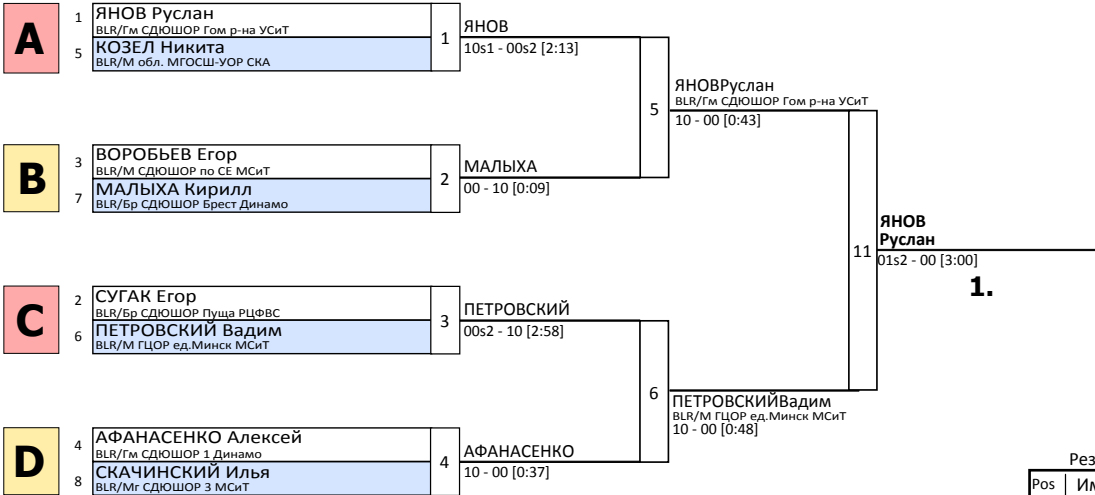 A
1 ЯНОВ Руслан
BLR/Гм СДЮШОР Гом р-на УСиТ
5 КОЗЕЛ Никита
BLR/М обл. МГОСШ-УОР СКА
1
ЯНОВ
10s1 - 00s2 [2:13]
B
3 ВОРОБЬЕВ Егор
BLR/М СДЮШОР по СЕ МСиТ
7 МАЛЫХА Кирилл
BLR/Бр СДЮШОР Брест Динамо
2
МАЛЫХА
00 - 10 [0:09]
5
ЯНОВРуслан
BLR/Гм СДЮШОР Гом р-на УСиТ
10 - 00 [0:43]
C
2 СУГАК Егор
BLR/Бр СДЮШОР Пуща РЦФВС
6 ПЕТРОВСКИЙ Вадим
BLR/М ГЦОР ед.Минск МСиТ
3
ПЕТРОВСКИЙ
00s2 - 10 [2:58]
D
4 АФАНАСЕНКО Алексей
BLR/Гм СДЮШОР 1 Динамо
8 СКАЧИНСКИЙ Илья
BLR/Мг СДЮШОР 3 МСиТ
4
АФАНАСЕНКО
10 - 00 [0:37]
6
ПЕТРОВСКИЙВадим
BLR/М ГЦОР ед.Минск МСиТ
10 - 00 [0:48]
11
ЯНОВ
Руслан
01s2 - 00 [3:00]
1.
Рез
Pos Им